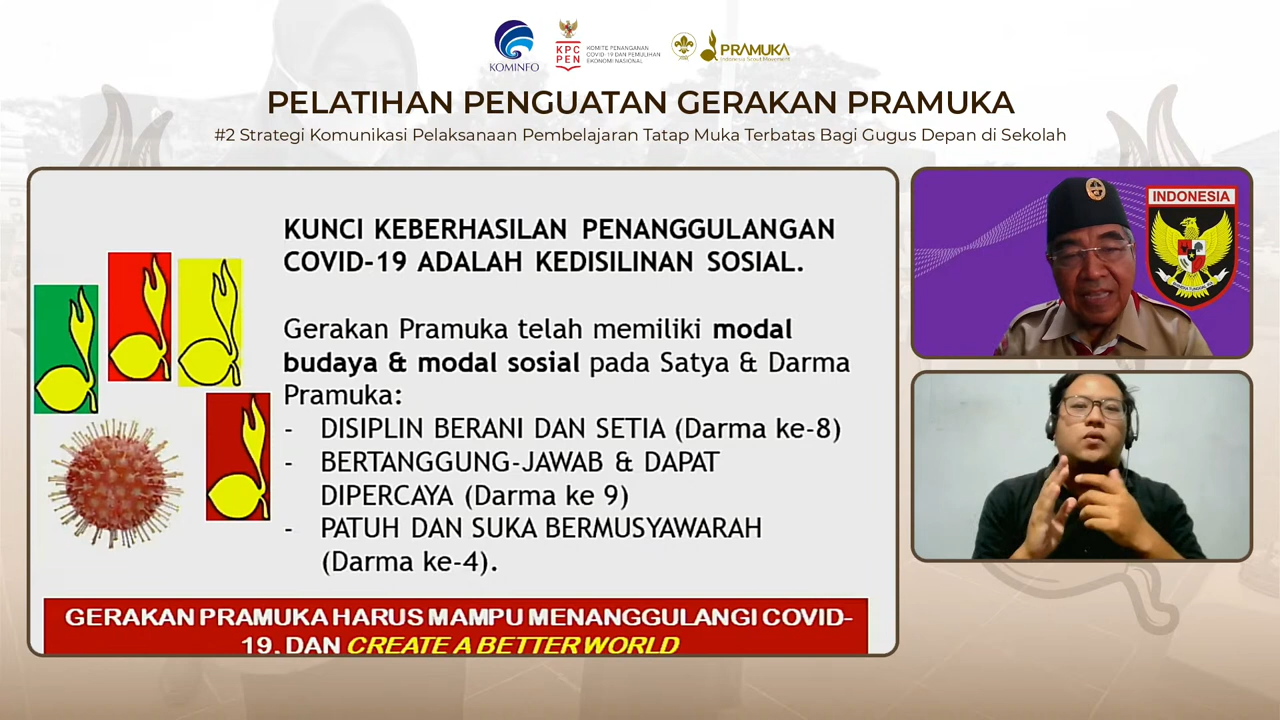 KOMINFO
KPC
PEN
KOMITE PENANGANAN
COVID-19 DAN PEMULIHAN
EKONOMI NASIONAL
PRAMUKA
Indonesia Scout Movement
PELATIHAN PENGUATAN GERAKAN PRAMUKA
#2 Strategi Komunikasi Pelaksanaan Pembelajaran Tatap Muka Terbatas Bagi Gugus Depan di Sekolah
KUNCI KEBERHASILAN PENANGGULANGAN
COVID-19 ADALAH KEDISILINAN SOSIAL.
Gerakan Pramuka telah memiliki modal
budaya & modal sosial pada Satya & Darma
Pramuka:
- DISIPLIN BERANI DAN SETIA (Darma ke-8)
- BERTANGGUNG-JAWAB & DAPAT
DIPERCAYA (Darma ke 9)
- PATUH DAN SUKA BERMUSYAWARAH
(Darma ke-4).
GERAKAN PRAMUKA HARUS MAMPU MENANGGULANGI COVID-
19. DAN CREATE A BETTER WORLD
INDONESIA